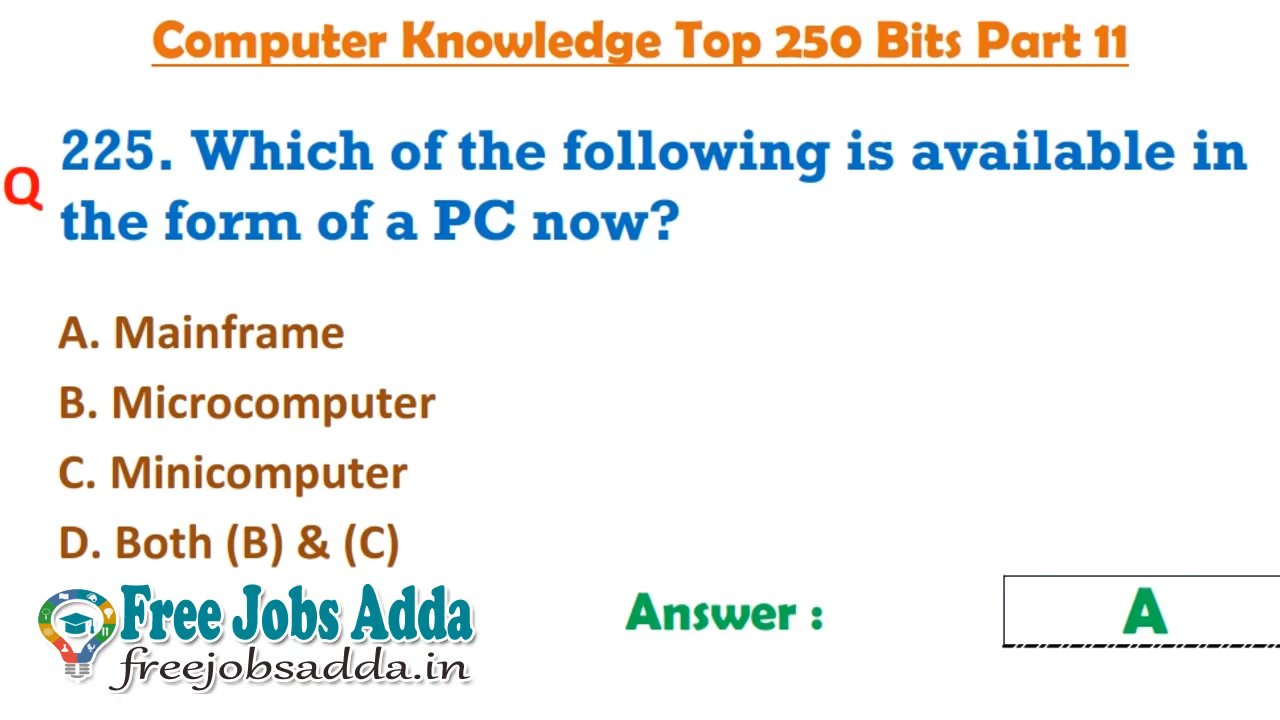 Computer Knowledge Top 250 Bits Part 11
Q
225. Which of the following is available in
the form of a PC now?
A. Mainframe
B. Microcomputer
C. Minicomputer
D. Both (B) & (C)
Free Jobs Adda
freejobsadda.in
Answer :
A